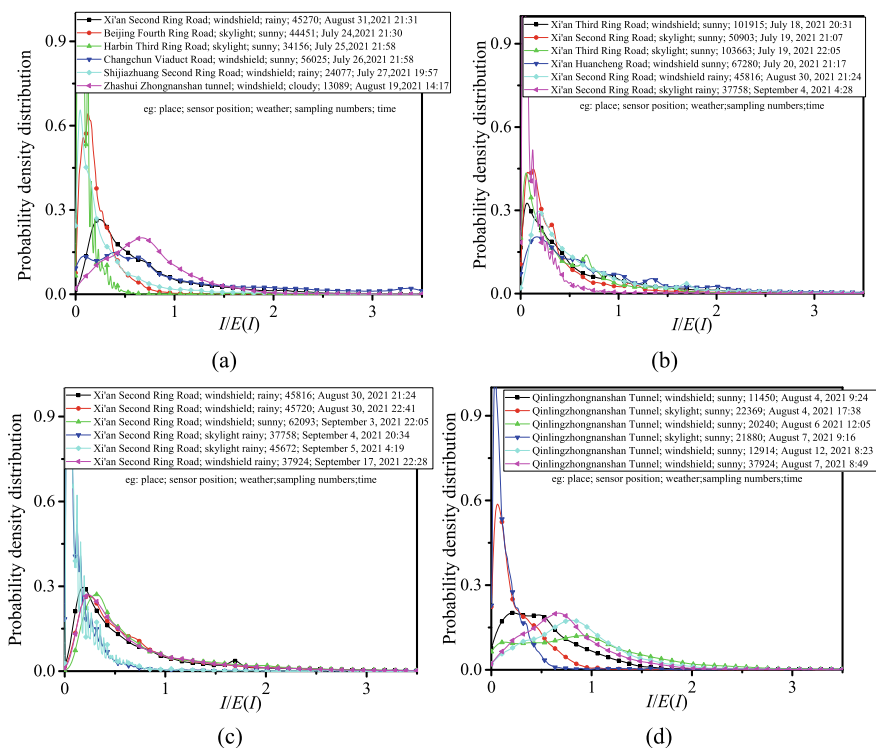 Xi'an Second Ring Road; windshield; rainy; 45270; August 31,2021 21:31
Beijing Fourth Ring Road; skylight; sunny; 44451; July 24,2021 21:30
Harbin Third Ring Road; skylight; sunny; 34156; July 25,2021 21:58
Changchun Viaduct Road; windshield; sunny; 56025; July 26,2021 21:58
Shijiazhuang Second Ring Road; windshield; rainy; 24077; July 27,2021 19:57
Zhashui Zhongnanshan tunnel; windshield; cloudy; 13089; August 19,2021 14:17
eg: place; sensor position; weather; sampling numbers; time
Probability density distribution
0.9
0.6
0.3
0.0
0 1 2 3
I/E(I)
(a)
Xi'an Third Ring Road; windshield; sunny; 101915; July 18, 2021 20:31
Xi'an Second Ring Road; skylight; sunny; 50903; July 19, 2021 21:07
Xi'an Third Ring Road; skylight; sunny; 103663; July 19, 2021 22:05
Xi'an Huancheng Road; windshield sunny; 67280; July 20, 2021 21:17
Xi'an Second Ring Road; windshield rainy; 45816; August 30, 2021 21:24
Xi'an Second Ring Road; skylight rainy; 37758; September 4, 2021 4:28
eg: place; sensor position; weather;sampling numbers;time
Probability density distribution
0.9
0.6
0.3
0.0
0 1 2 3
I/E(I)
(b)
Xi'an Second Ring Road; windshield; rainy; 45816; August 30, 2021 21:24
Xi'an Second Ring Road; windshield; rainy; 45720; August 30, 2021 22:41
Xi'an Second Ring Road; windshield; sunny; 62093; September 3, 2021 22:05
Xi'an Second Ring Road; skylight rainy; 37758; September 4, 2021 20:34
Xi'an Second Ring Road; skylight rainy; 45672; September 5, 2021 4:19
Xi'an Second Ring Road; windshield rainy; 37924; September 17, 2021 22:28
eg: place; sensor position; weather;sampling numbers;time
Probability density distribution
0.9
0.6
0.3
0.0
0 1 2 3
I/E(I)
(c)
Qinlingzhongnanshan Tunnel; windshield; sunny; 11450; August 4, 2021 9:24
Qinlingzhongnanshan Tunnel; skylight; sunny; 22369; August 4, 2021 17:38
Qinlingzhongnanshan Tunnel; windshield; sunny; 20240; August 6 2021 12:05
Qinlingzhongnanshan Tunnel; skylight; sunny; 21880; August 7, 2021 9:16
Qinlingzhongnanshan Tunnel; windshield; sunny; 12914; August 12, 2021 8:23
Qinlingzhongnanshan Tunnel; windshield; sunny; 37924; August 7, 2021 8:49
eg: place; sensor position; weather;sampling numbers;time
Probability density distribution
0.9
0.6
0.3
0.0
0 1 2 3
I/E(I)
(d)